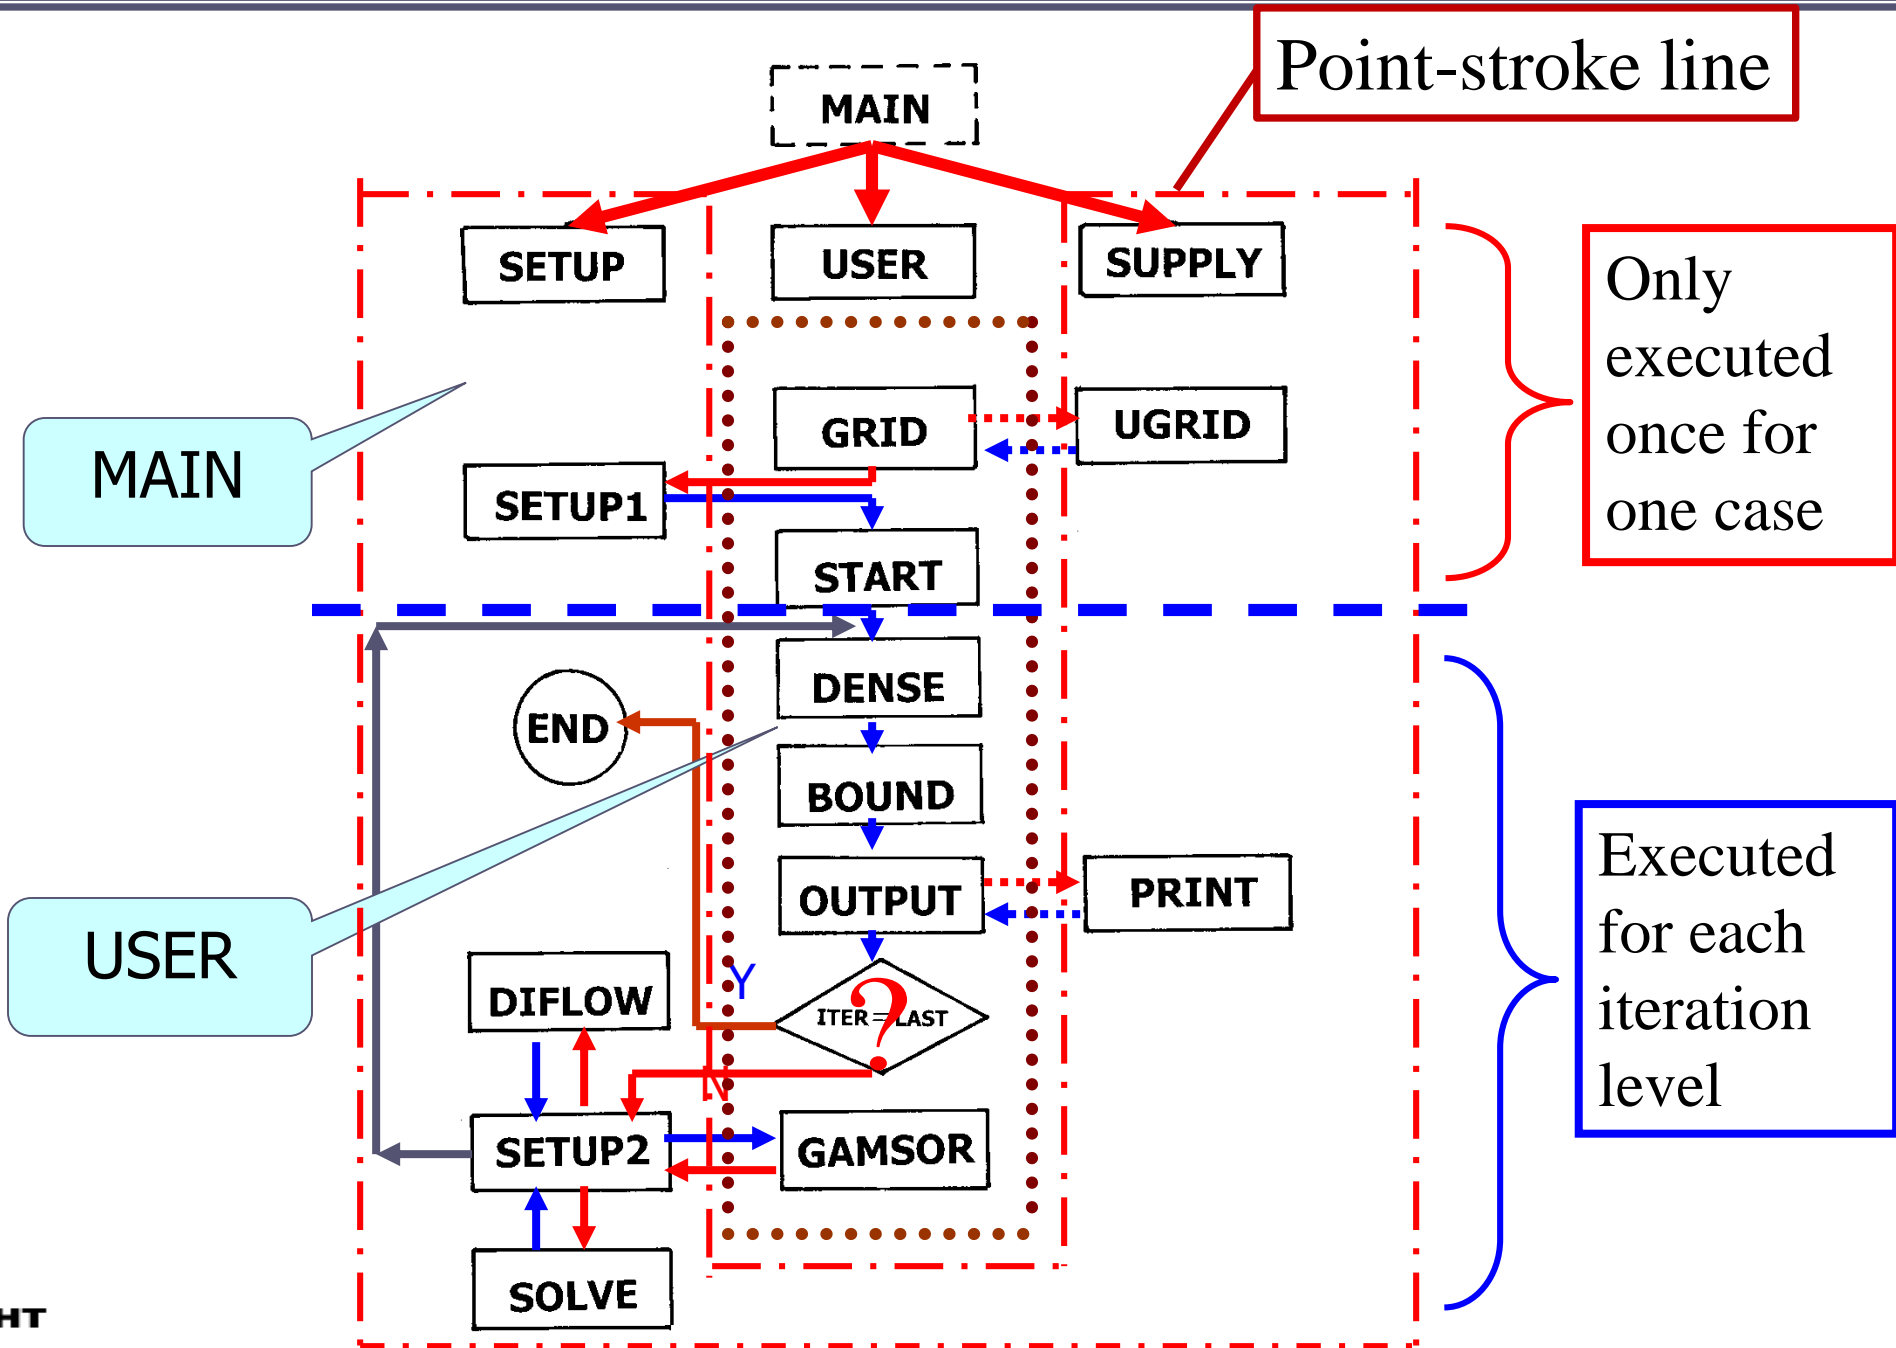 Point-stroke line
MAIN
SETUP
USER
SUPPLY
Only
executed
once for
one case
GRID
UGRID
MAIN
SETUP1
START
DENSE
END
BOUND
OUTPUT
PRINT
Executed
for each
iteration
level
USER
DIFLOW
Y
ITER=LAST
?
N
SETUP2
GAMSOR
SOLVE
HT